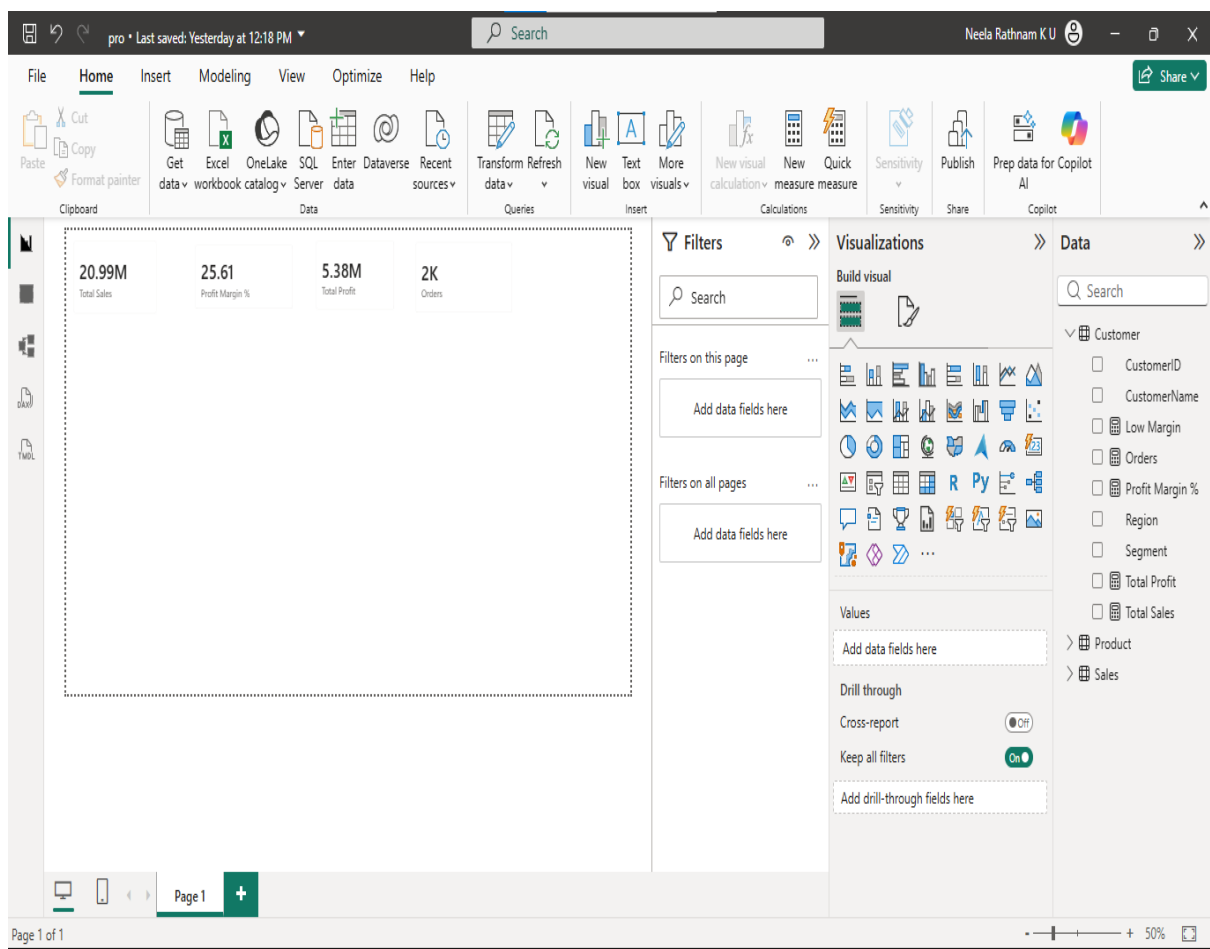 pro • Last saved: Yesterday at 12:18 PM
Search
Neela Rathnam K U
File Home Insert Modeling View Optimize Help
Share
Paste
Cut
Copy
Format painter
Clipboard
Get data
Excel workbook
OneLake catalog
SQL Server
Enter data
Dataverse
Recent sources
Data
Transform data
Refresh
Queries
New visual
Text box
More visuals
Insert
New visual calculation
New measure
Quick measure
Calculations
Sensitivity
Sensitivity
Publish
Share
Prep data for AI
Copilot
Copilot
DAX
TMDL
20.99M
Total Sales
25.61
Profit Margin %
5.38M
Total Profit
2K
Orders
Filters
Search
Filters on this page
Add data fields here
Filters on all pages
Add data fields here
Visualizations
Build visual
123
R Py
Values
Add data fields here
Drill through
Cross-report Off
Keep all filters On
Add drill-through fields here
Data
Search
Customer
CustomerID
CustomerName
Low Margin
Orders
Profit Margin %
Region
Segment
Total Profit
Total Sales
Product
Sales
Page 1
Page 1 of 1
- + 50%